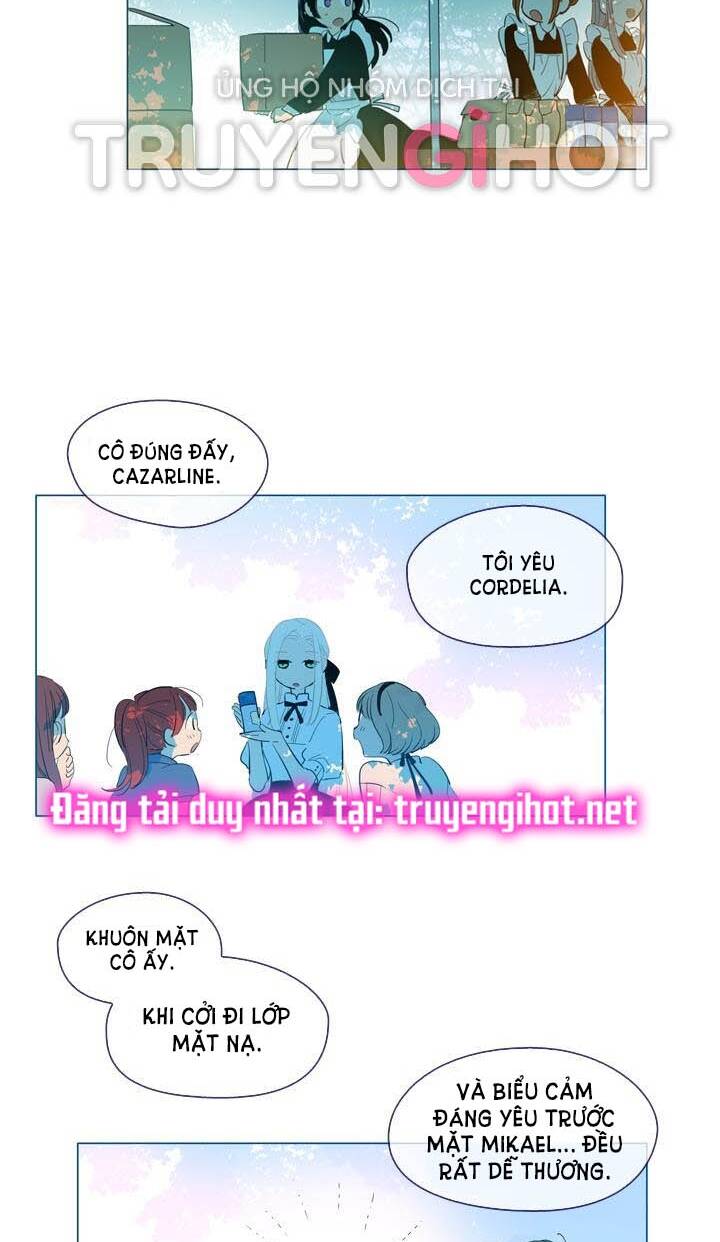 ỦNG HỘ NHÓM DỊCH TẠI
TRUYENGIHOT
CÔ ĐÚNG ĐẤY,
CAZARLINE.
TÔI YÊU
CORDELIA.
Đăng tải duy nhất tại: truyengihot.net
KHUÔN MẶT
CÔ ẤY.
KHI CỞI ĐI LỚP
MẶT NẠ.
VÀ BIỂU CẢM
ĐÁNG YÊU TRƯỚC
MẶT MIKAEL... ĐỀU
RẤT DỄ THƯƠNG.